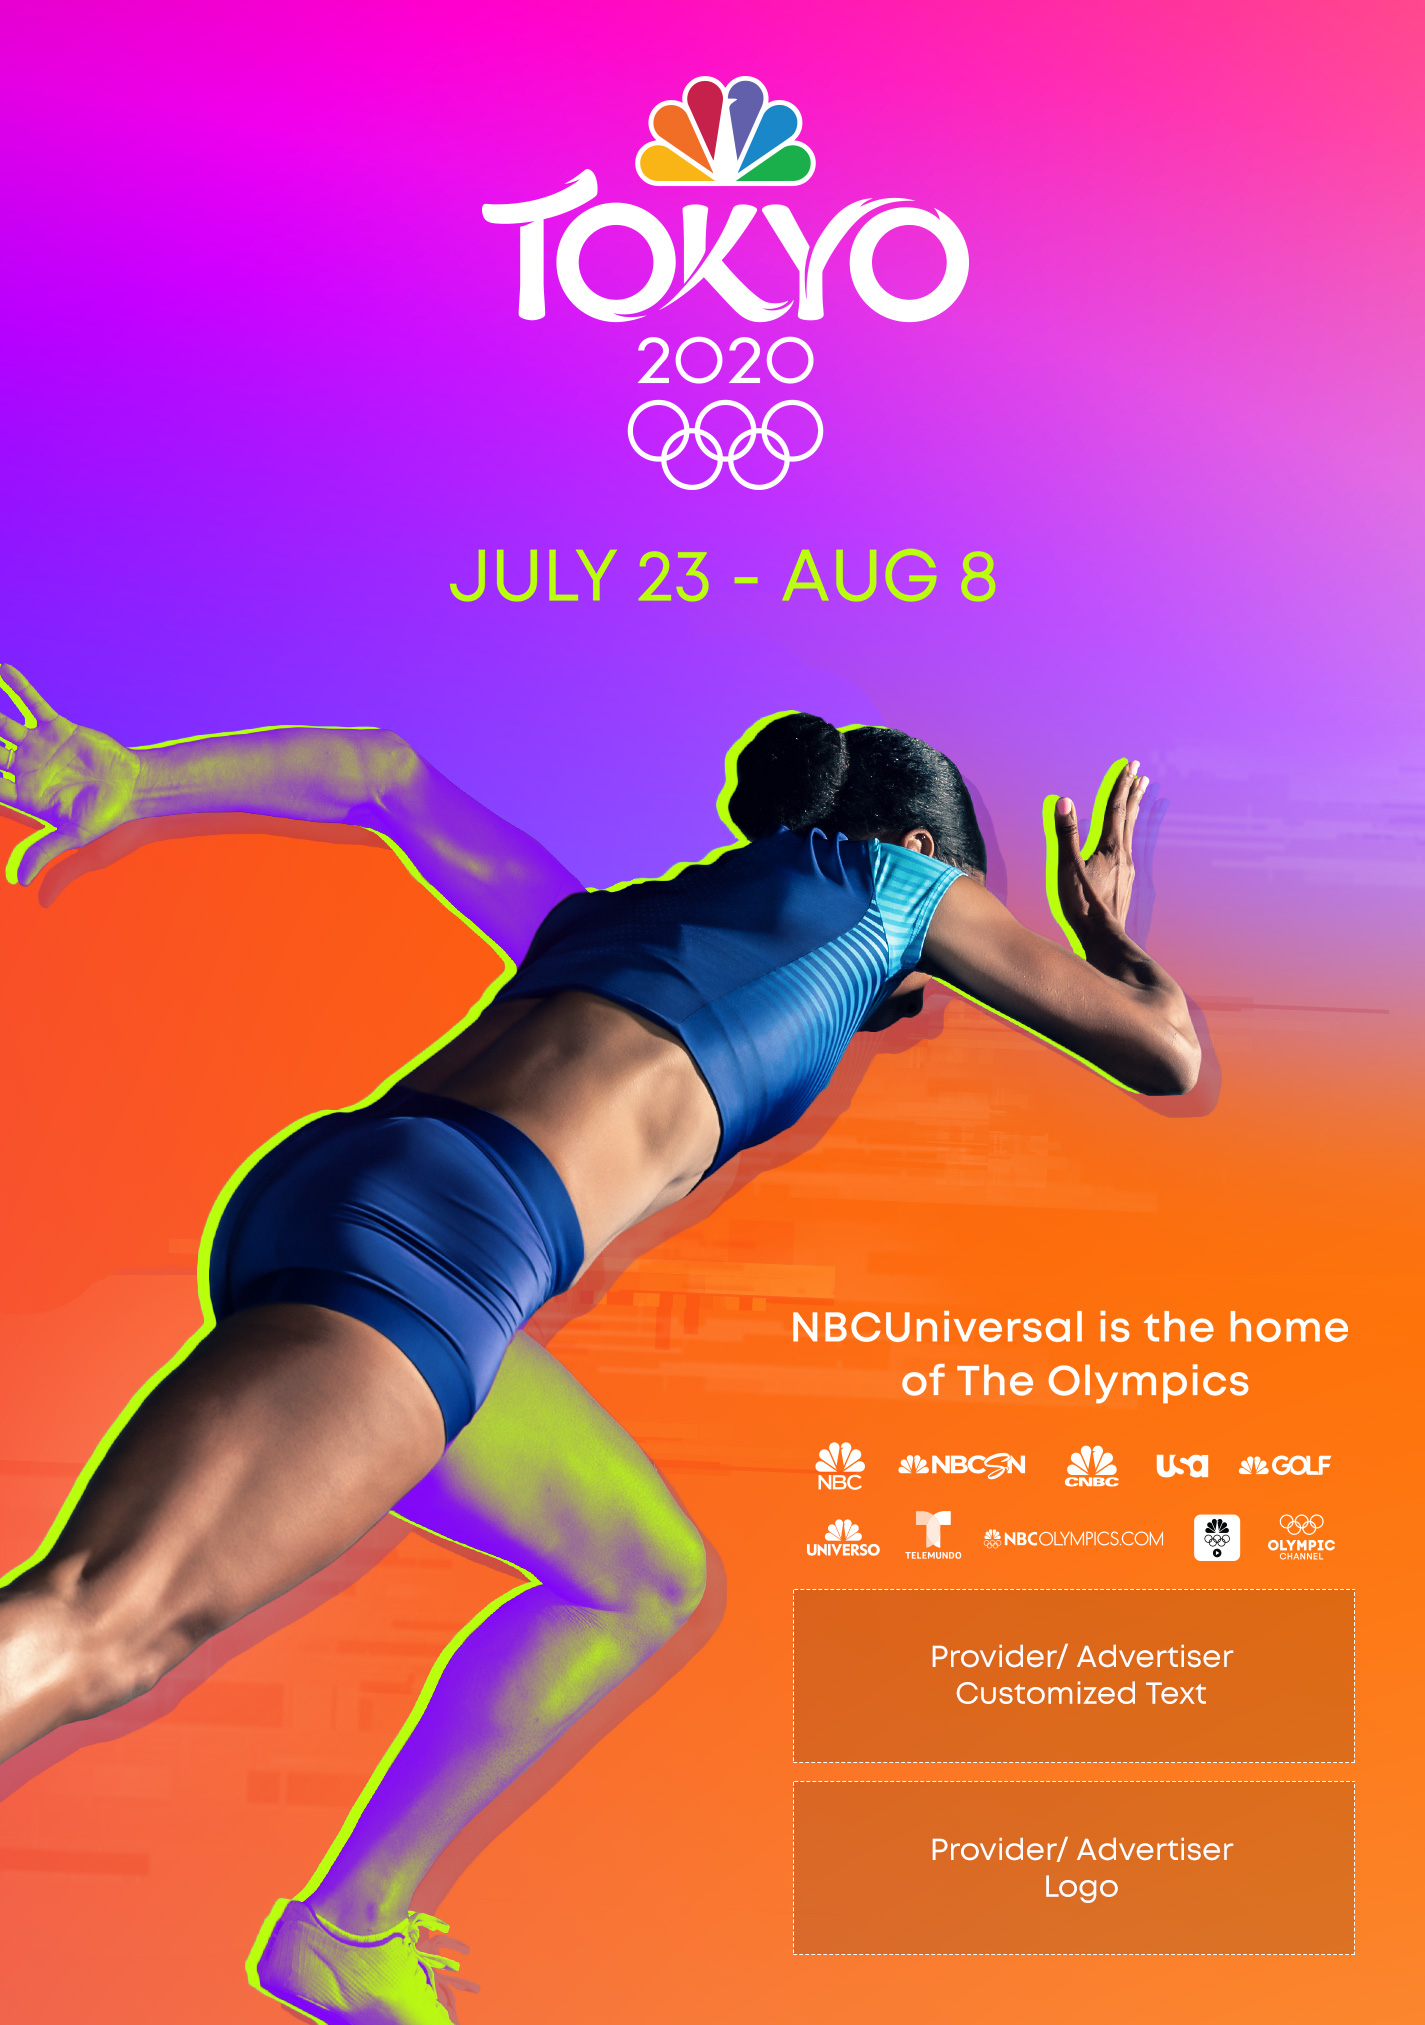 TOKYO
2020
JULY 23 - AUG 8
NBCUniversal is the home
of The Olympics
NBC NBCSN CNBC USA GOLF
UNIVERSO TELEMUNDO NBCOLYMPICS.COM OLYMPIC CHANNEL
Provider/ Advertiser
Customized Text
Provider/ Advertiser
Logo